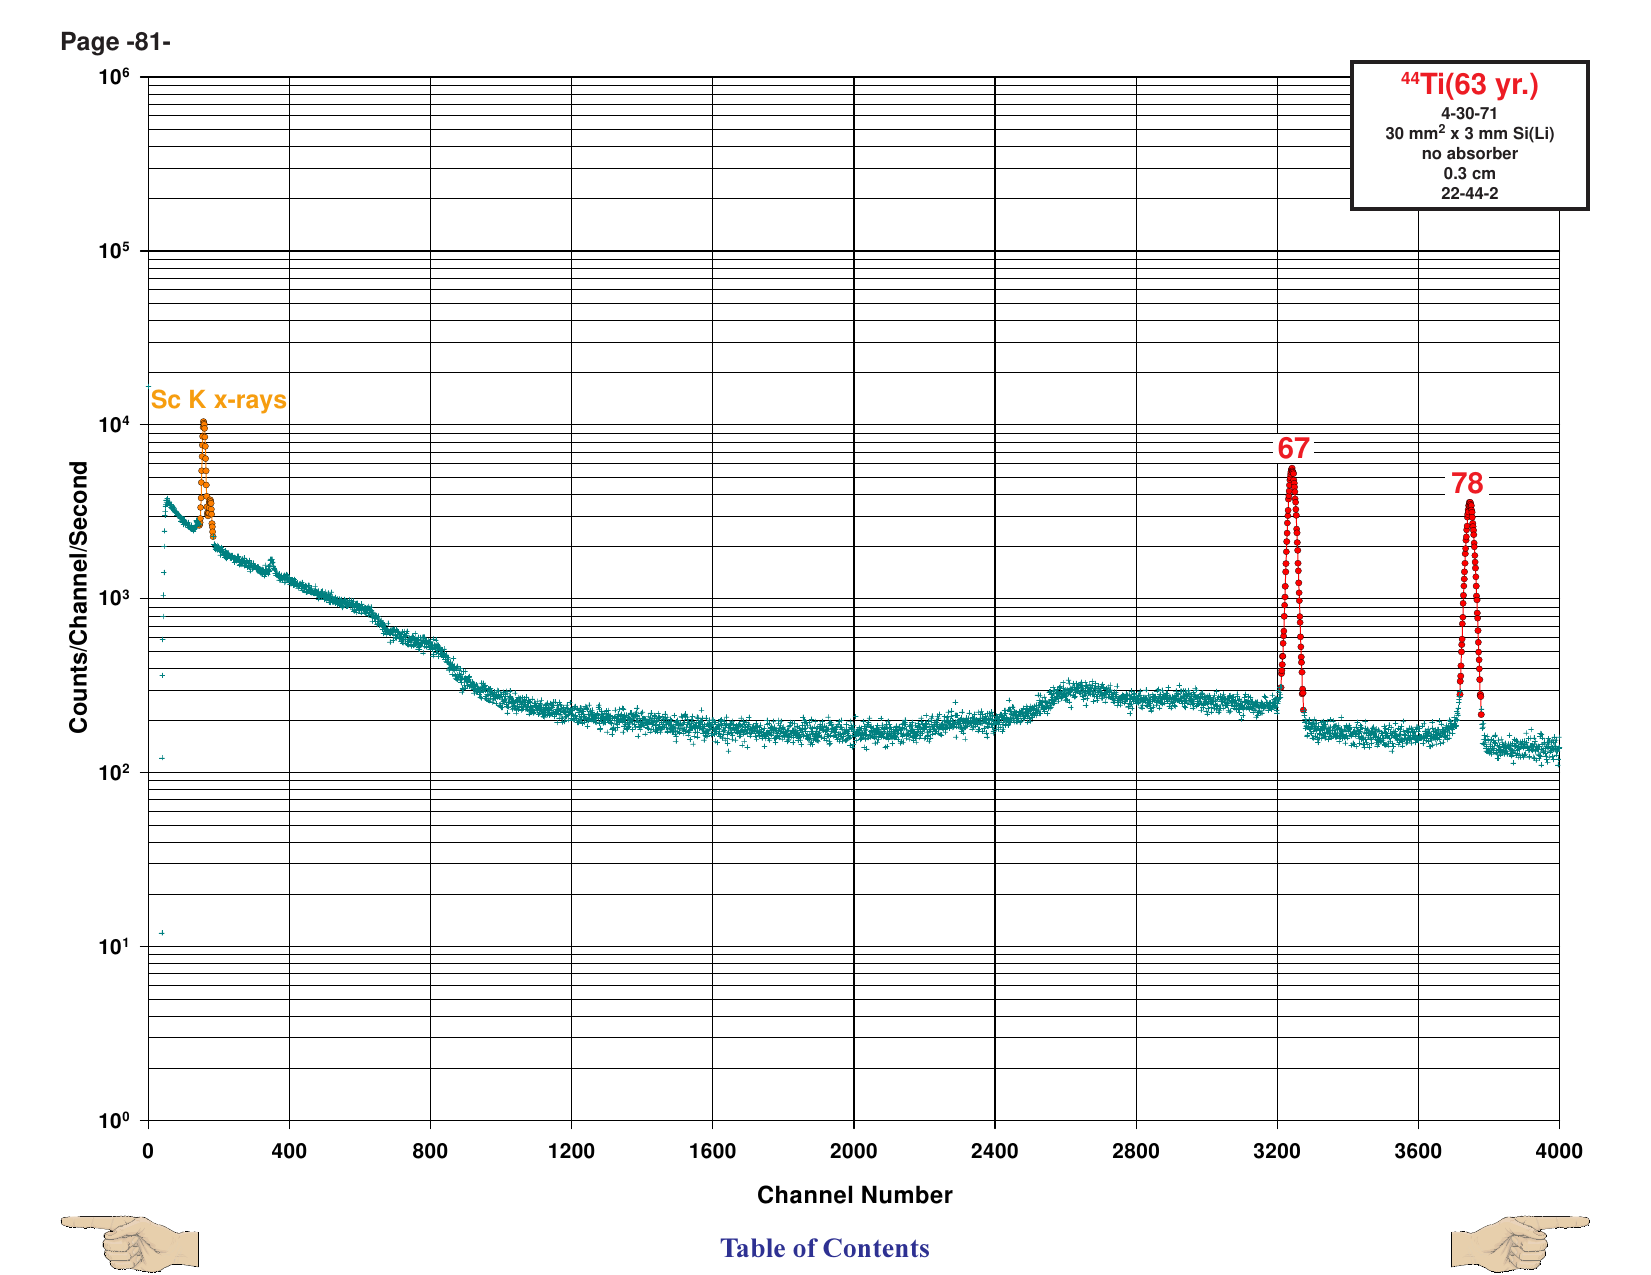 Page -81-
⁴⁴Ti(63 yr.)
4-30-71
30 mm² x 3 mm Si(Li)
no absorber
0.3 cm
22-44-2
10⁶
10⁵
10⁴
10³
10²
10¹
10⁰
Counts/Channel/Second
Sc K x-rays
67
78
0 400 800 1200 1600 2000 2400 2800 3200 3600 4000
Channel Number
Table of Contents